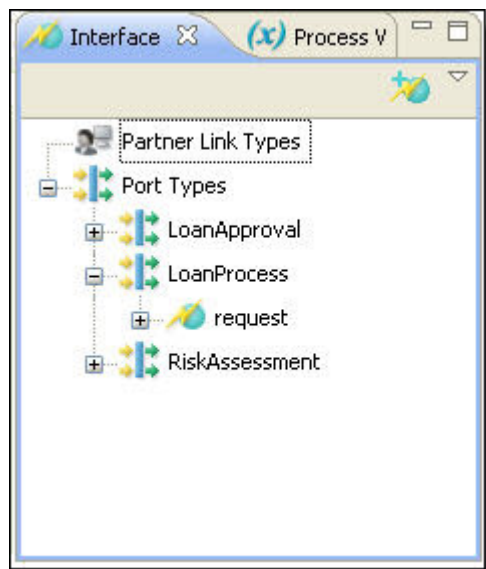 Interface (x) Process V
Partner Link Types
Port Types
LoanApproval
LoanProcess
request
RiskAssessment